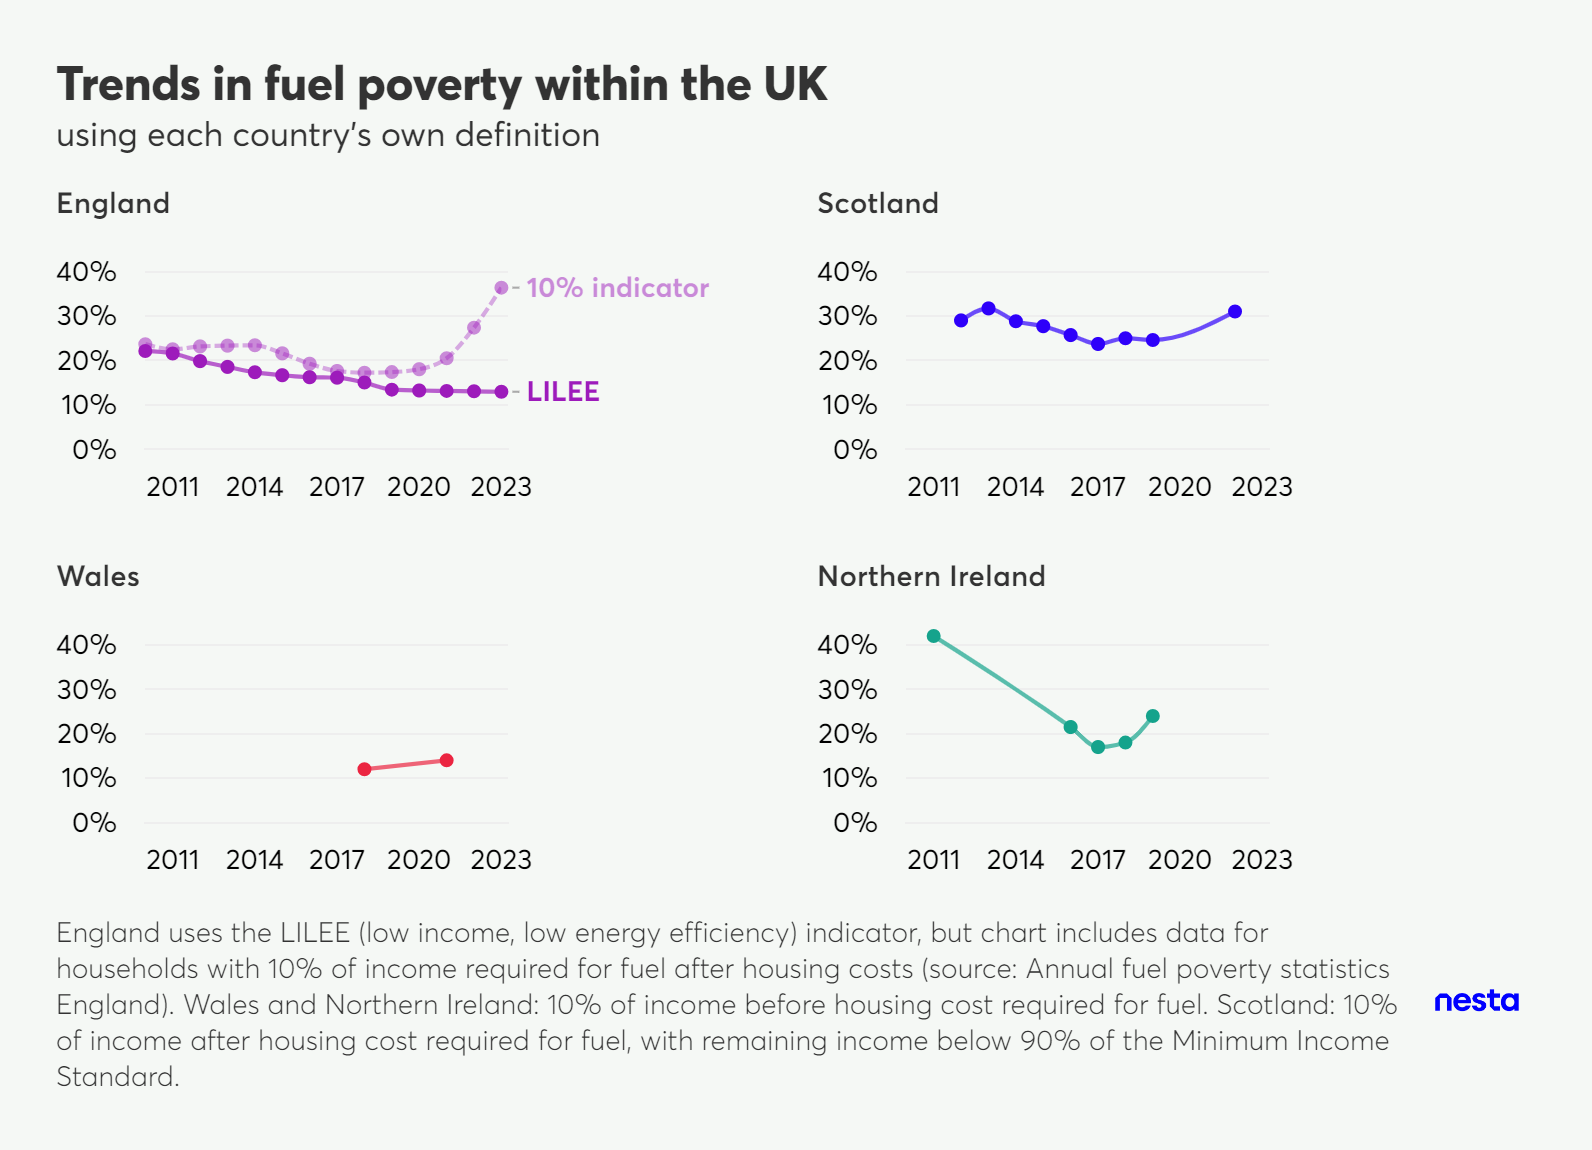 Trends in fuel poverty within the UK
using each country's own definition
England
40%
30%
20%
10%
0%
10% indicator
LILEE
2011 2014 2017 2020 2023
Scotland
40%
30%
20%
10%
0%
2011 2014 2017 2020 2023
Wales
40%
30%
20%
10%
0%
2011 2014 2017 2020 2023
Northern Ireland
40%
30%
20%
10%
0%
2011 2014 2017 2020 2023
England uses the LILEE (low income, low energy efficiency) indicator, but chart includes data for
households with 10% of income required for fuel after housing costs (source: Annual fuel poverty statistics
England). Wales and Northern Ireland: 10% of income before housing cost required for fuel. Scotland: 10%
of income after housing cost required for fuel, with remaining income below 90% of the Minimum Income
Standard.
nesta